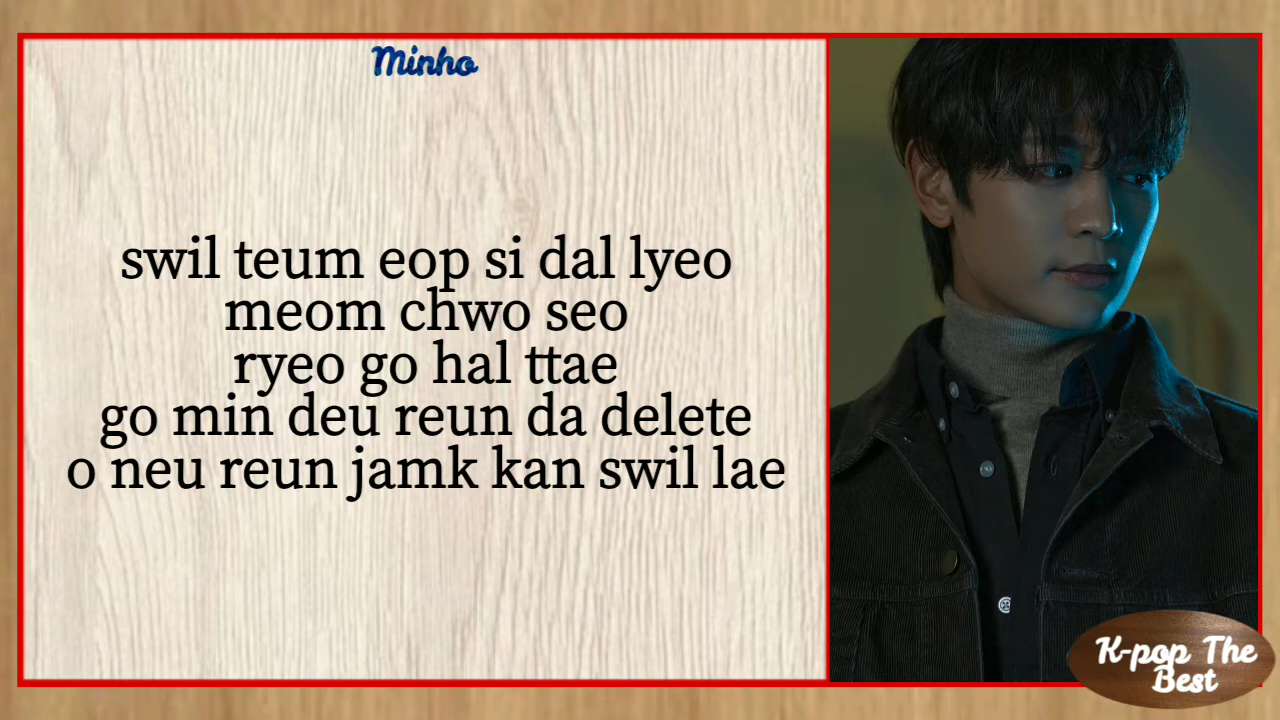 Minho
swil teum eop si dal lyeo
meom chwo seo
ryeo go hal ttae
go min deu reun da delete
o neu reun jamk kan swil lae
K-pop The
Best